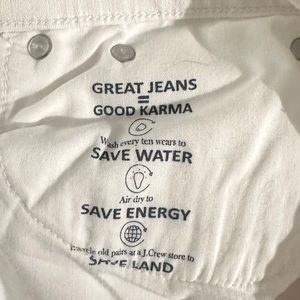 GREAT JEANS
=
GOOD KARMA
Wash every ten wears to
SAVE WATER
Air dry to
SAVE ENERGY
old pairs at a J.Crew store to
SAVE LAND